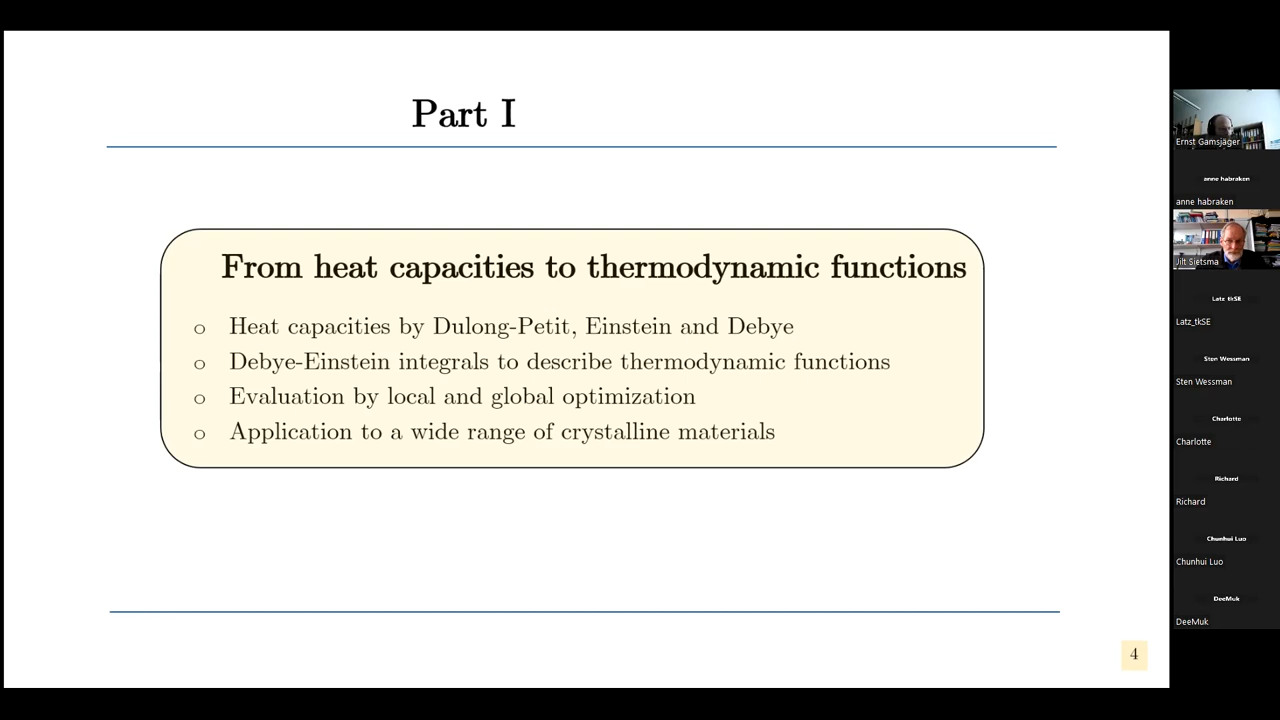 Part I
From heat capacities to thermodynamic functions
o Heat capacities by Dulong-Petit, Einstein and Debye
o Debye-Einstein integrals to describe thermodynamic functions
o Evaluation by local and global optimization
o Application to a wide range of crystalline materials
4
Ernst Gamsjäger
anne habraken
anne habraken
Jilt Sietsma
Latz_tkSE
Latz_tkSE
Sten Wessman
Sten Wessman
Charlotte
Charlotte
Richard
Richard
Chunhui Luo
Chunhui Luo
DeeMuk
DeeMuk